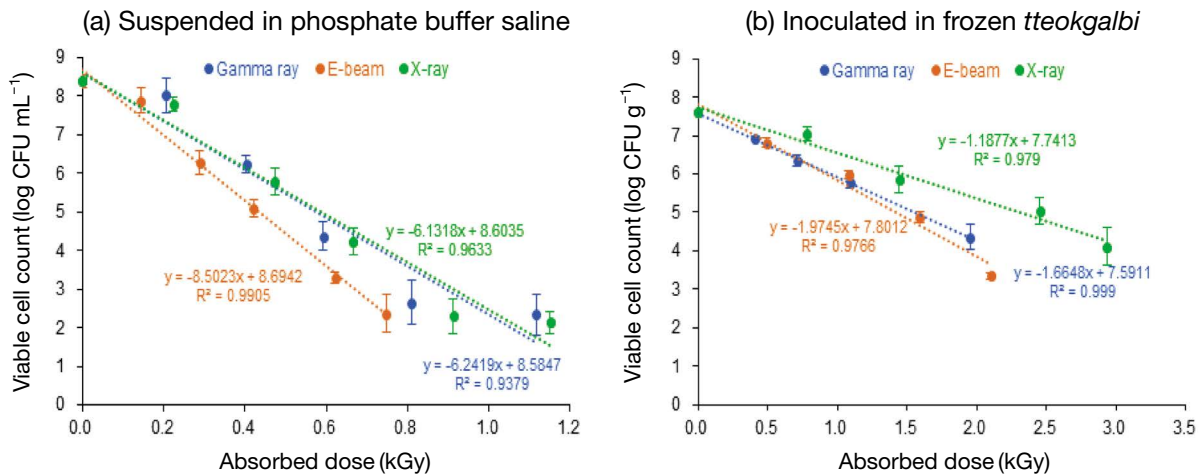 (a) Suspended in phosphate buffer saline
Viable cell count (log CFU mL⁻¹)
9
8
7
6
5
4
3
2
1
0
Gamma ray E-beam X-ray
y = -6.1318x + 8.6035
R² = 0.9633
y = -8.5023x + 8.6942
R² = 0.9905
y = -6.2419x + 8.5847
R² = 0.9379
0.0 0.2 0.4 0.6 0.8 1.0 1.2
Absorbed dose (kGy)
(b) Inoculated in frozen tteokgalbi
Viable cell count (log CFU g⁻¹)
9
8
7
6
5
4
3
2
1
0
Gamma ray E-beam X-ray
y = -1.1877x + 7.7413
R² = 0.979
y = -1.9745x + 7.8012
R² = 0.9766
y = -1.6648x + 7.5911
R² = 0.999
0.0 0.5 1.0 1.5 2.0 2.5 3.0 3.5
Absorbed dose (kGy)